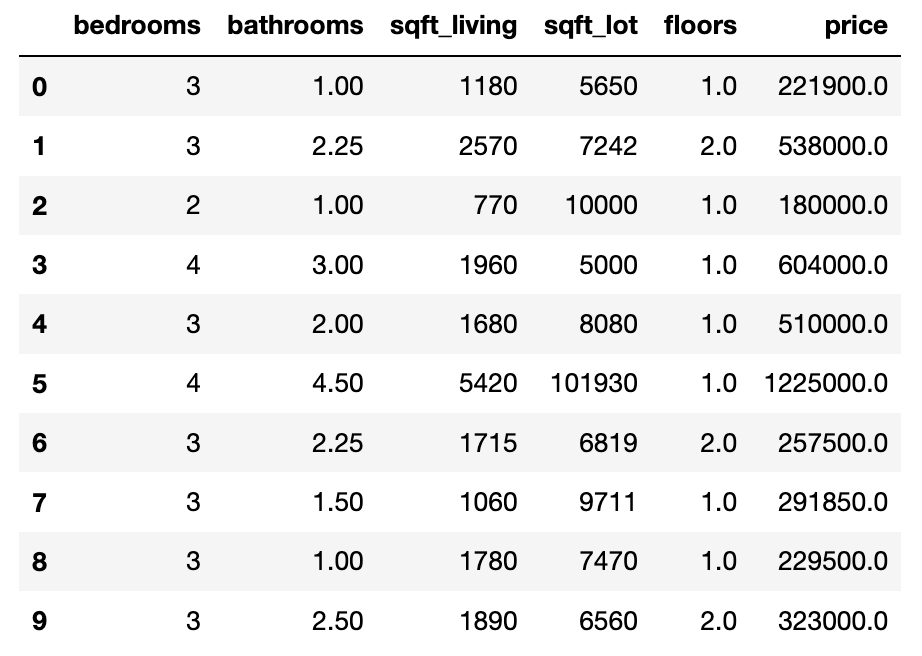 bedrooms bathrooms sqft_living sqft_lot floors price
0 3 1.00 1180 5650 1.0 221900.0
1 3 2.25 2570 7242 2.0 538000.0
2 2 1.00 770 10000 1.0 180000.0
3 4 3.00 1960 5000 1.0 604000.0
4 3 2.00 1680 8080 1.0 510000.0
5 4 4.50 5420 101930 1.0 1225000.0
6 3 2.25 1715 6819 2.0 257500.0
7 3 1.50 1060 9711 1.0 291850.0
8 3 1.00 1780 7470 1.0 229500.0
9 3 2.50 1890 6560 2.0 323000.0